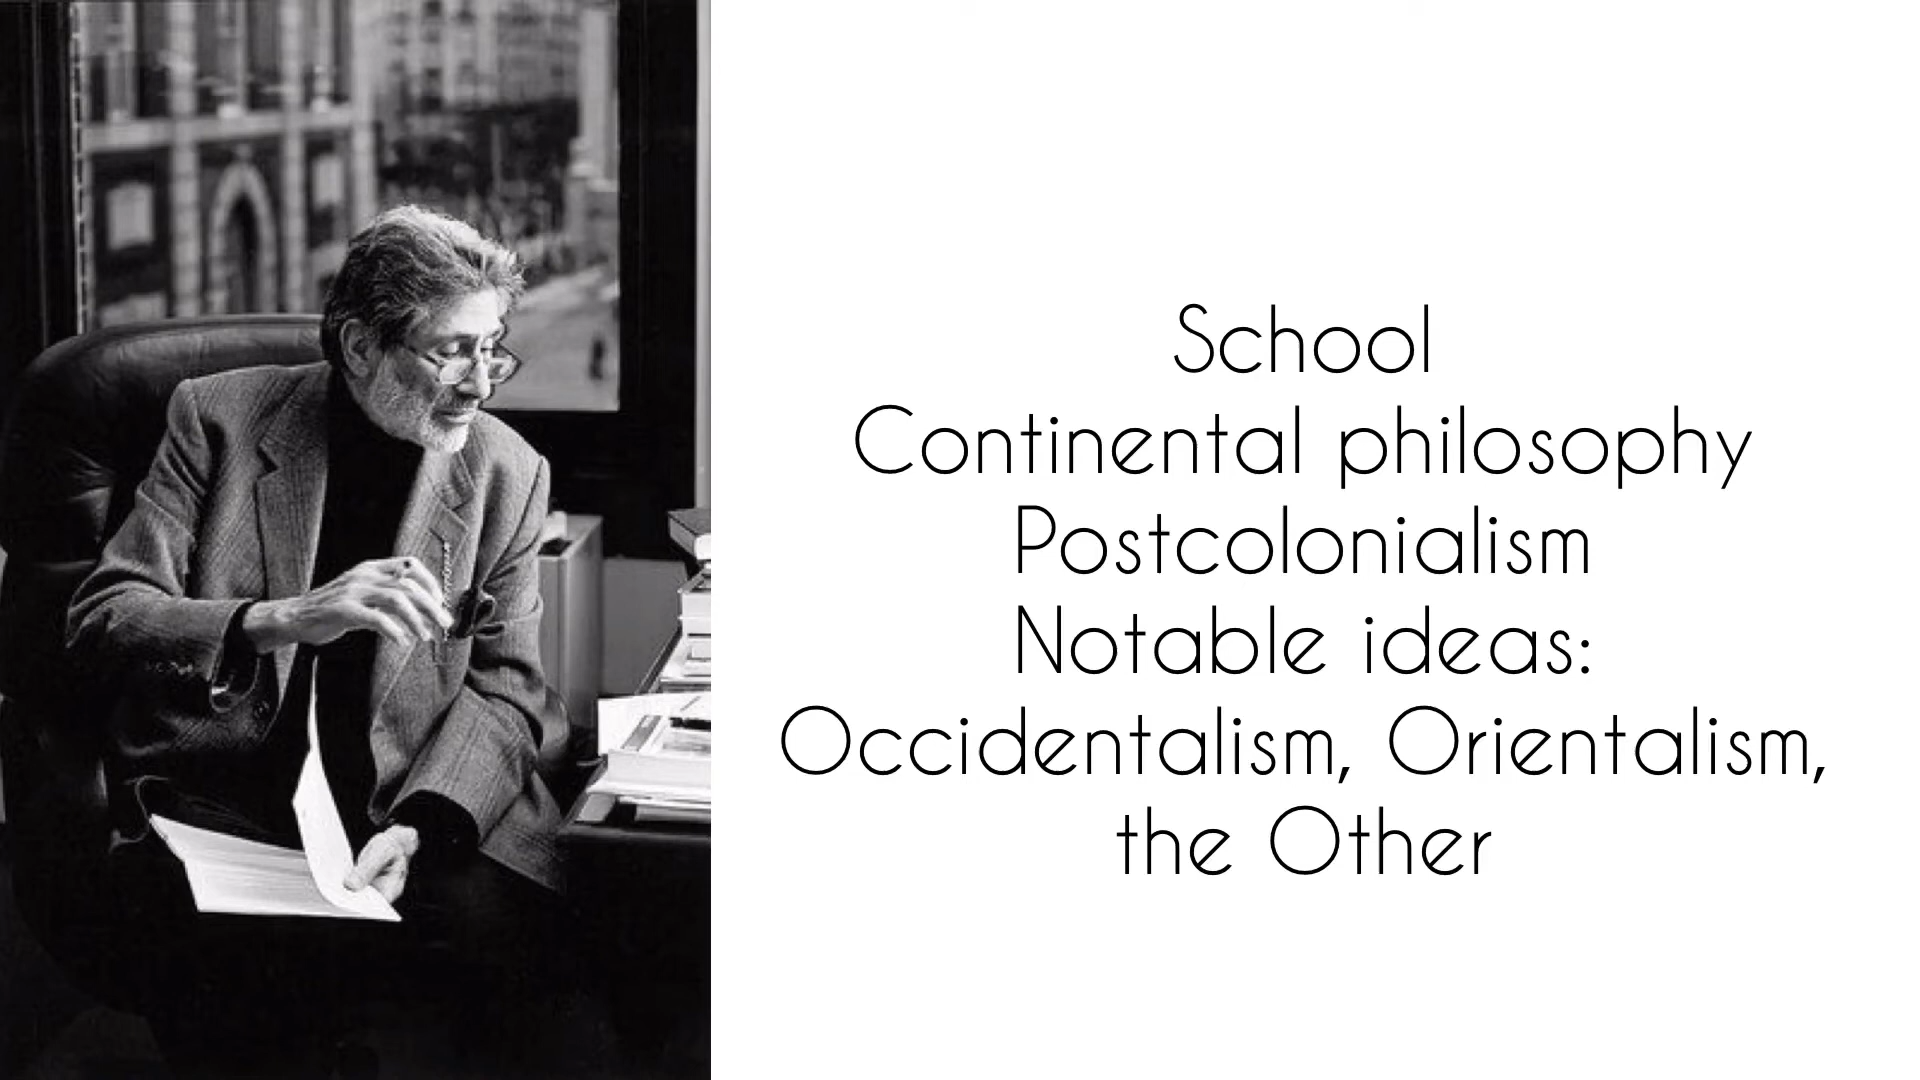 School
Continental philosophy
Postcolonialism
Notable ideas:
Occidentalism, Orientalism,
the Other